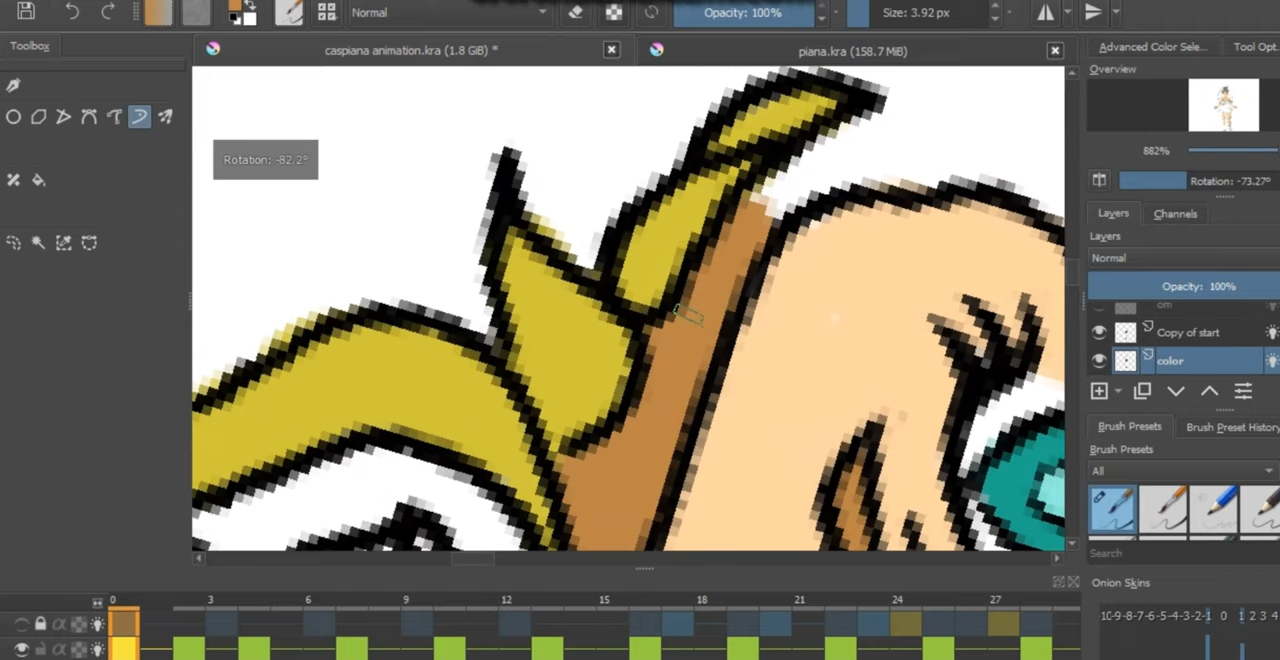 Normal
Opacity: 100%
Size: 3.92 px
Toolbox
caspiana animation.kra (1.8 GiB) *
piana.kra (158.7 MiB)
Advanced Color Sele...
Tool Opt.
Overview
Rotation: -82.2°
882%
Rotation: -73.27°
Layers
Channels
Layers
Normal
Opacity: 100%
Copy of start
color
Brush Presets
Brush Preset History
Brush Presets
All
Search
Onion Skins
0 3 6 9 12 15 18 21 24 27
10-9-8-7-6-5-4-3-2-1 0 1 2 3 4